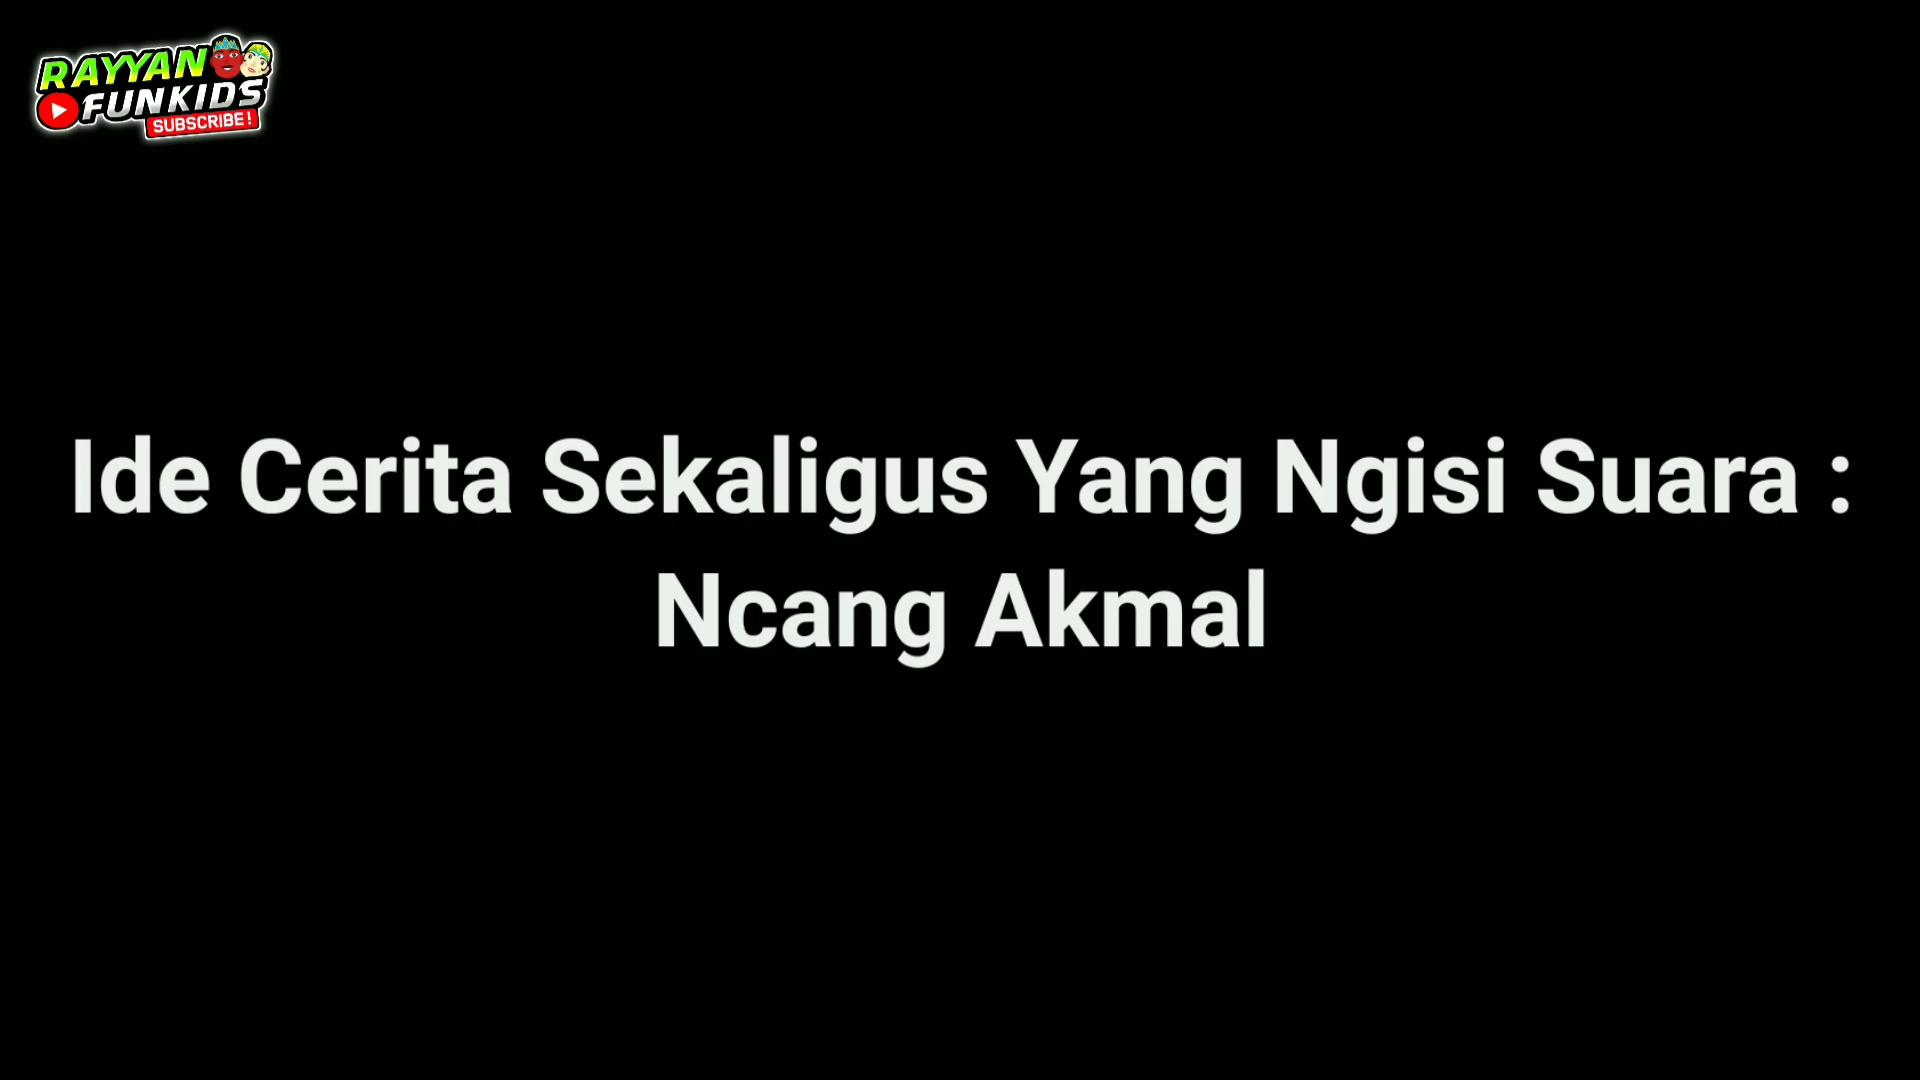 RAYYAN
FUNKIDS
SUBSCRIBE!
Ide Cerita Sekaligus Yang Ngisi Suara :
Ncang Akmal